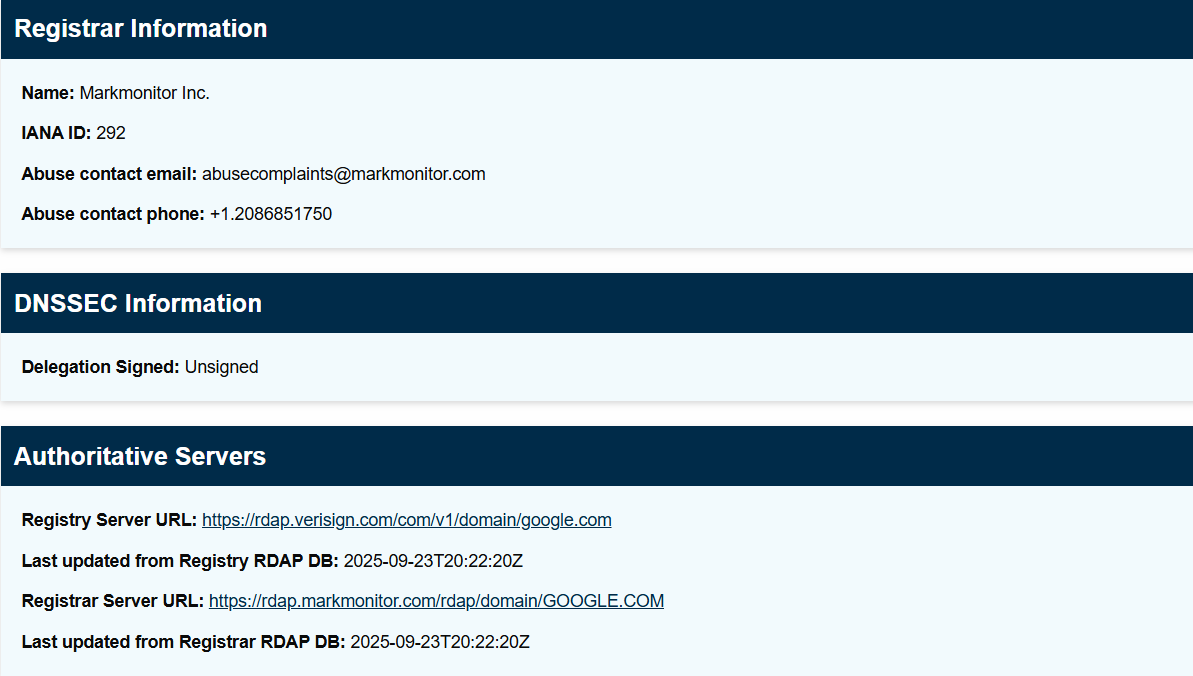 Registrar Information
Name: Markmonitor Inc.
IANA ID: 292
Abuse contact email: abusecomplaints@markmonitor.com
Abuse contact phone: +1.2086851750
DNSSEC Information
Delegation Signed: Unsigned
Authoritative Servers
Registry Server URL: https://rdap.verisign.com/com/v1/domain/google.com
Last updated from Registry RDAP DB: 2025-09-23T20:22:20Z
Registrar Server URL: https://rdap.markmonitor.com/rdap/domain/GOOGLE.COM
Last updated from Registrar RDAP DB: 2025-09-23T20:22:20Z